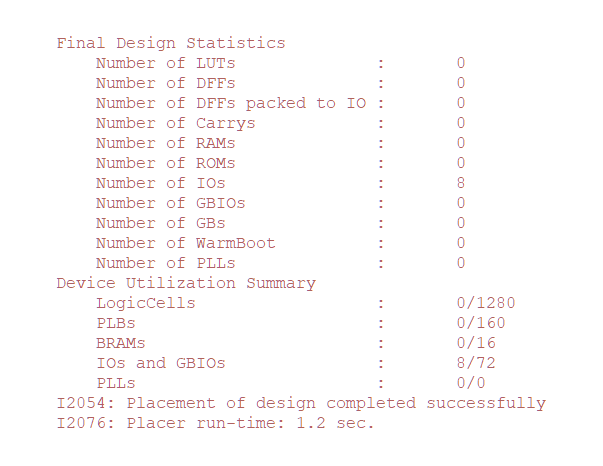 Final Design Statistics
    Number of LUTs              :       0
    Number of DFFs              :       0
    Number of DFFs packed to IO :       0
    Number of Carrys            :       0
    Number of RAMs              :       0
    Number of ROMs              :       0
    Number of IOs               :       8
    Number of GBIOs             :       0
    Number of GBs               :       0
    Number of WarmBoot          :       0
    Number of PLLs              :       0
Device Utilization Summary
    LogicCells                  :       0/1280
    PLBs                        :       0/160
    BRAMs                       :       0/16
    IOs and GBIOs               :       8/72
    PLLs                        :       0/0
I2054: Placement of design completed successfully
I2076: Placer run-time: 1.2 sec.